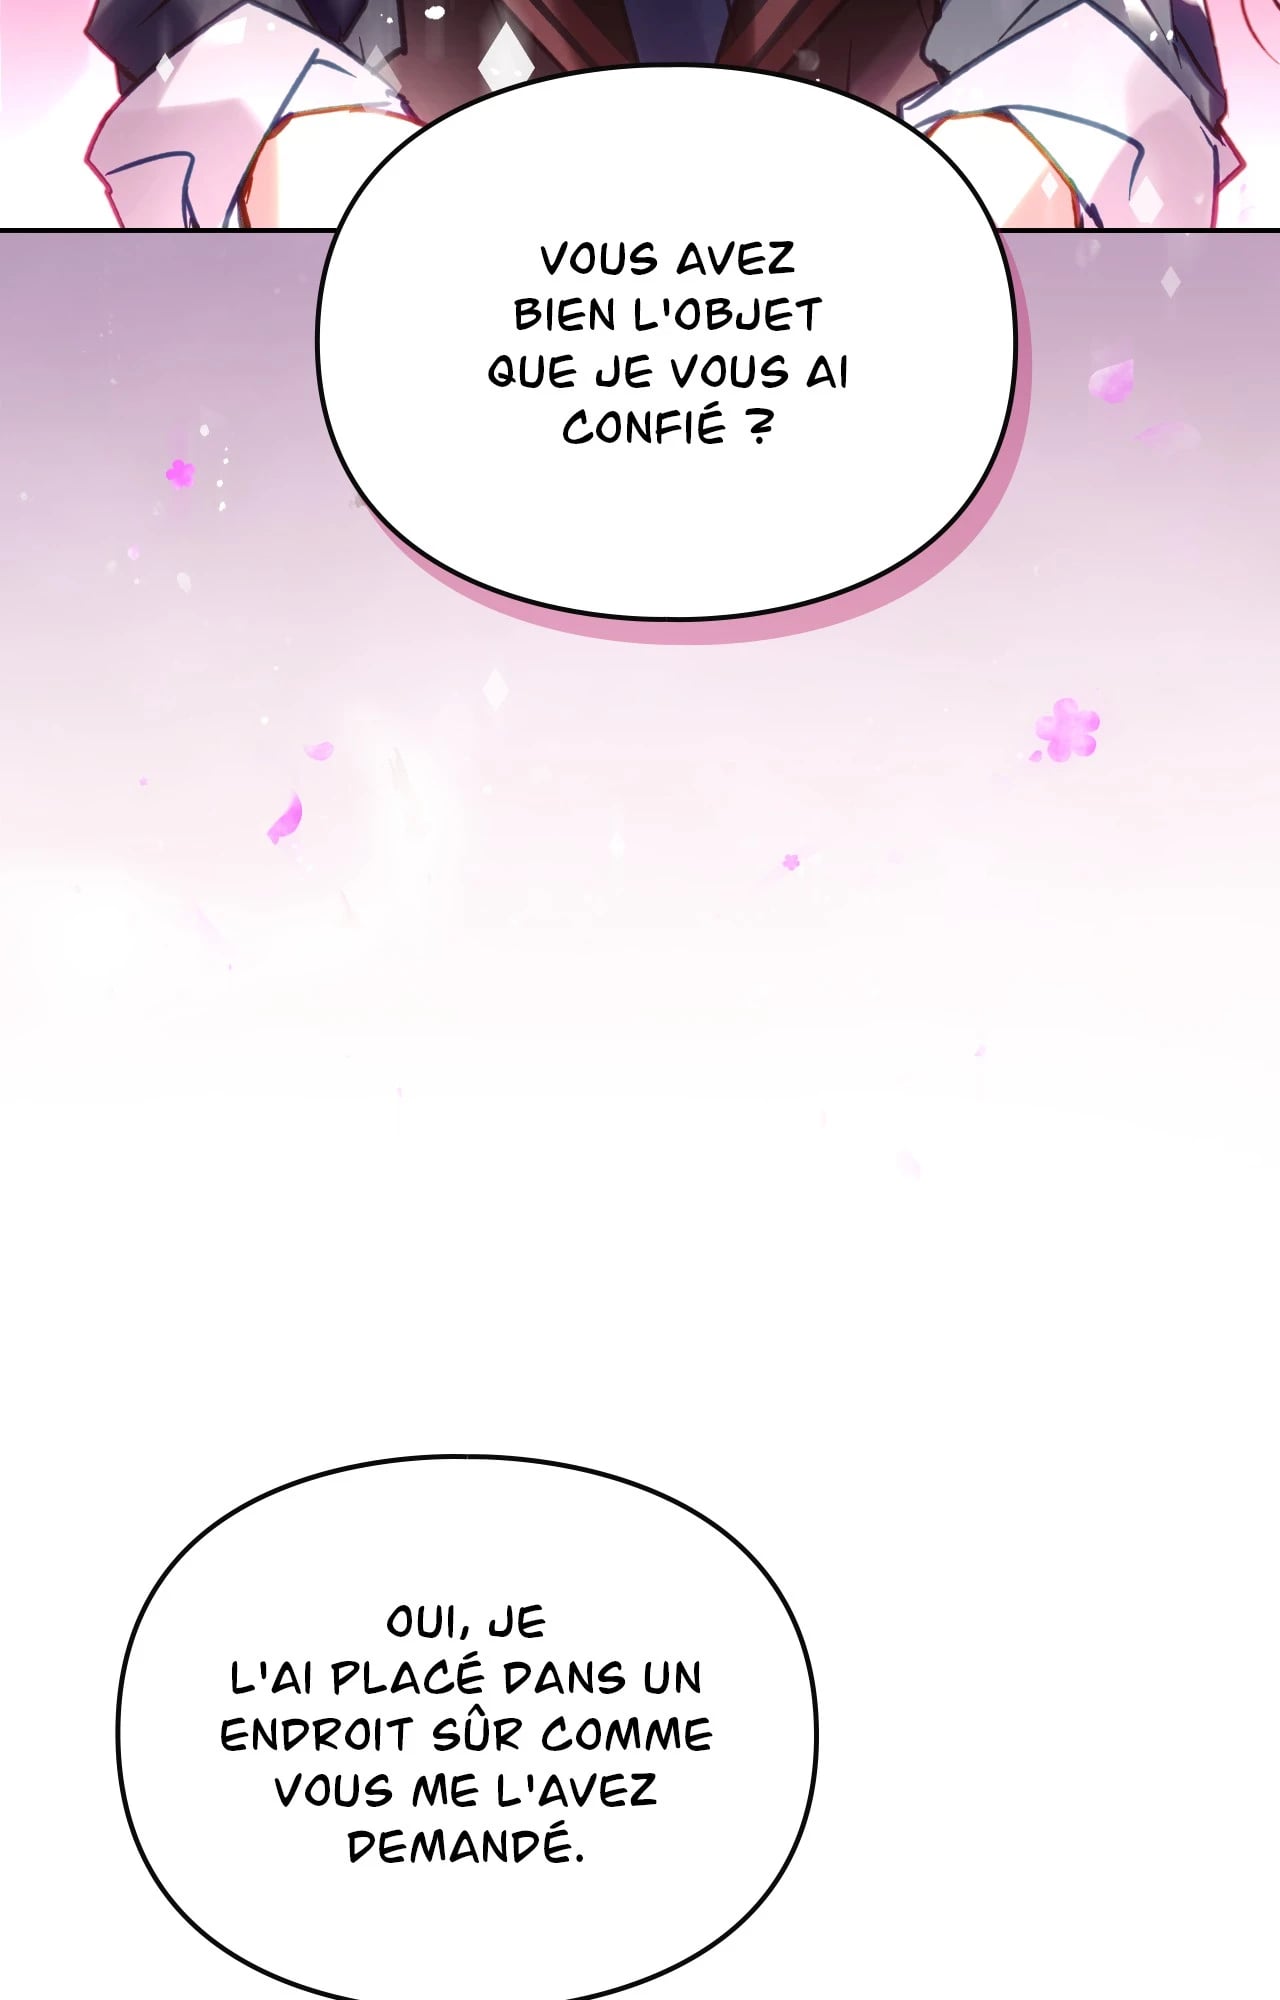 VOUS AVEZ
BIEN L'OBJET
QUE JE VOUS AI
CONFIÉ ?
OUI, JE
L'AI PLACÉ DANS UN
ENDROIT SÛR COMME
VOUS ME L'AVEZ
DEMANDÉ.